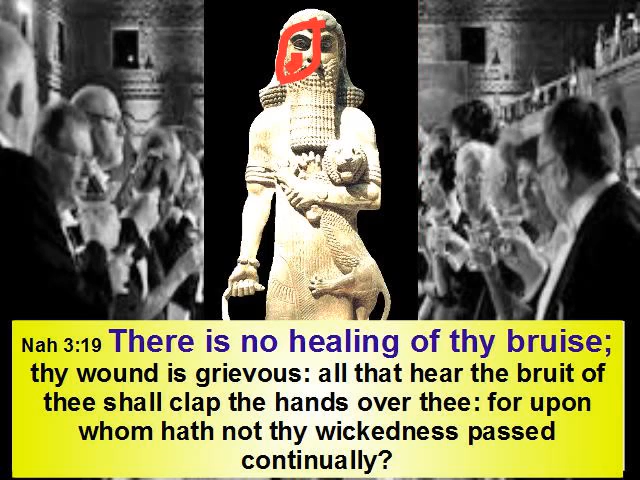 Nah 3:19 There is no healing of thy bruise;
thy wound is grievous: all that hear the bruit of
thee shall clap the hands over thee: for upon
whom hath not thy wickedness passed
continually?